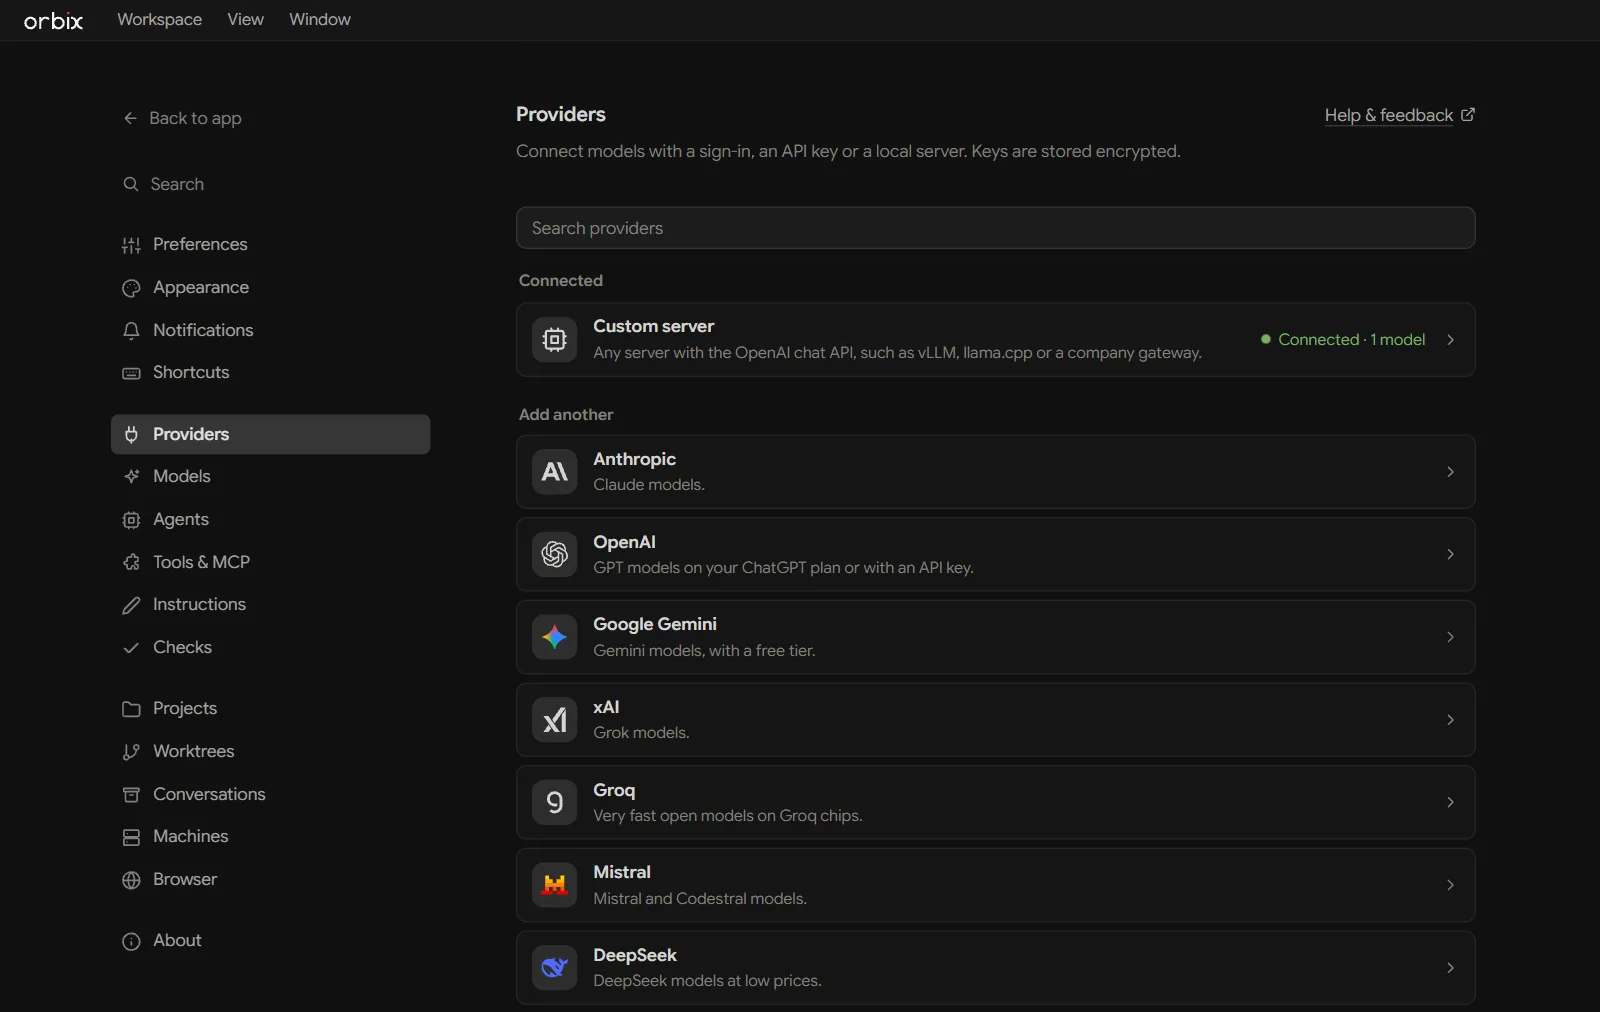 orbix Workspace View Window
Back to app
Search
Preferences
Appearance
Notifications
Shortcuts
Providers
Models
Agents
Tools & MCP
Instructions
Checks
Projects
Worktrees
Conversations
Machines
Browser
About
Providers
Help & feedback
Connect models with a sign-in, an API key or a local server. Keys are stored encrypted.
Search providers
Connected
Custom server
Any server with the OpenAI chat API, such as vLLM, llama.cpp or a company gateway.
Connected · 1 model
Add another
Anthropic
Claude models.
OpenAI
GPT models on your ChatGPT plan or with an API key.
Google Gemini
Gemini models, with a free tier.
xAI
Grok models.
Groq
Very fast open models on Groq chips.
Mistral
Mistral and Codestral models.
DeepSeek
DeepSeek models at low prices.